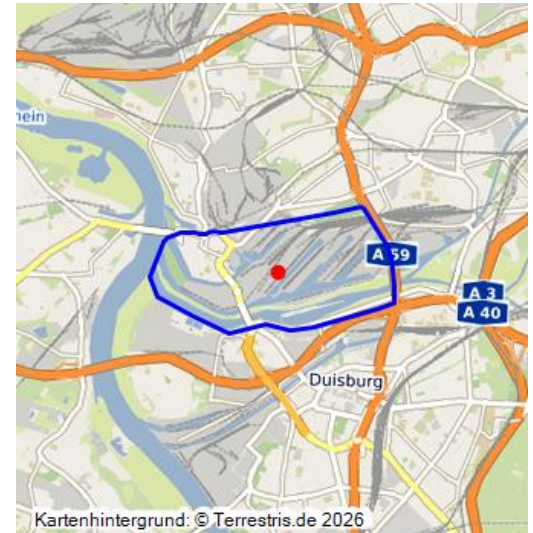 hein
A 59
A 3
A 40
Duisburg
Kartenhintergrund: © Terrestris.de 2026